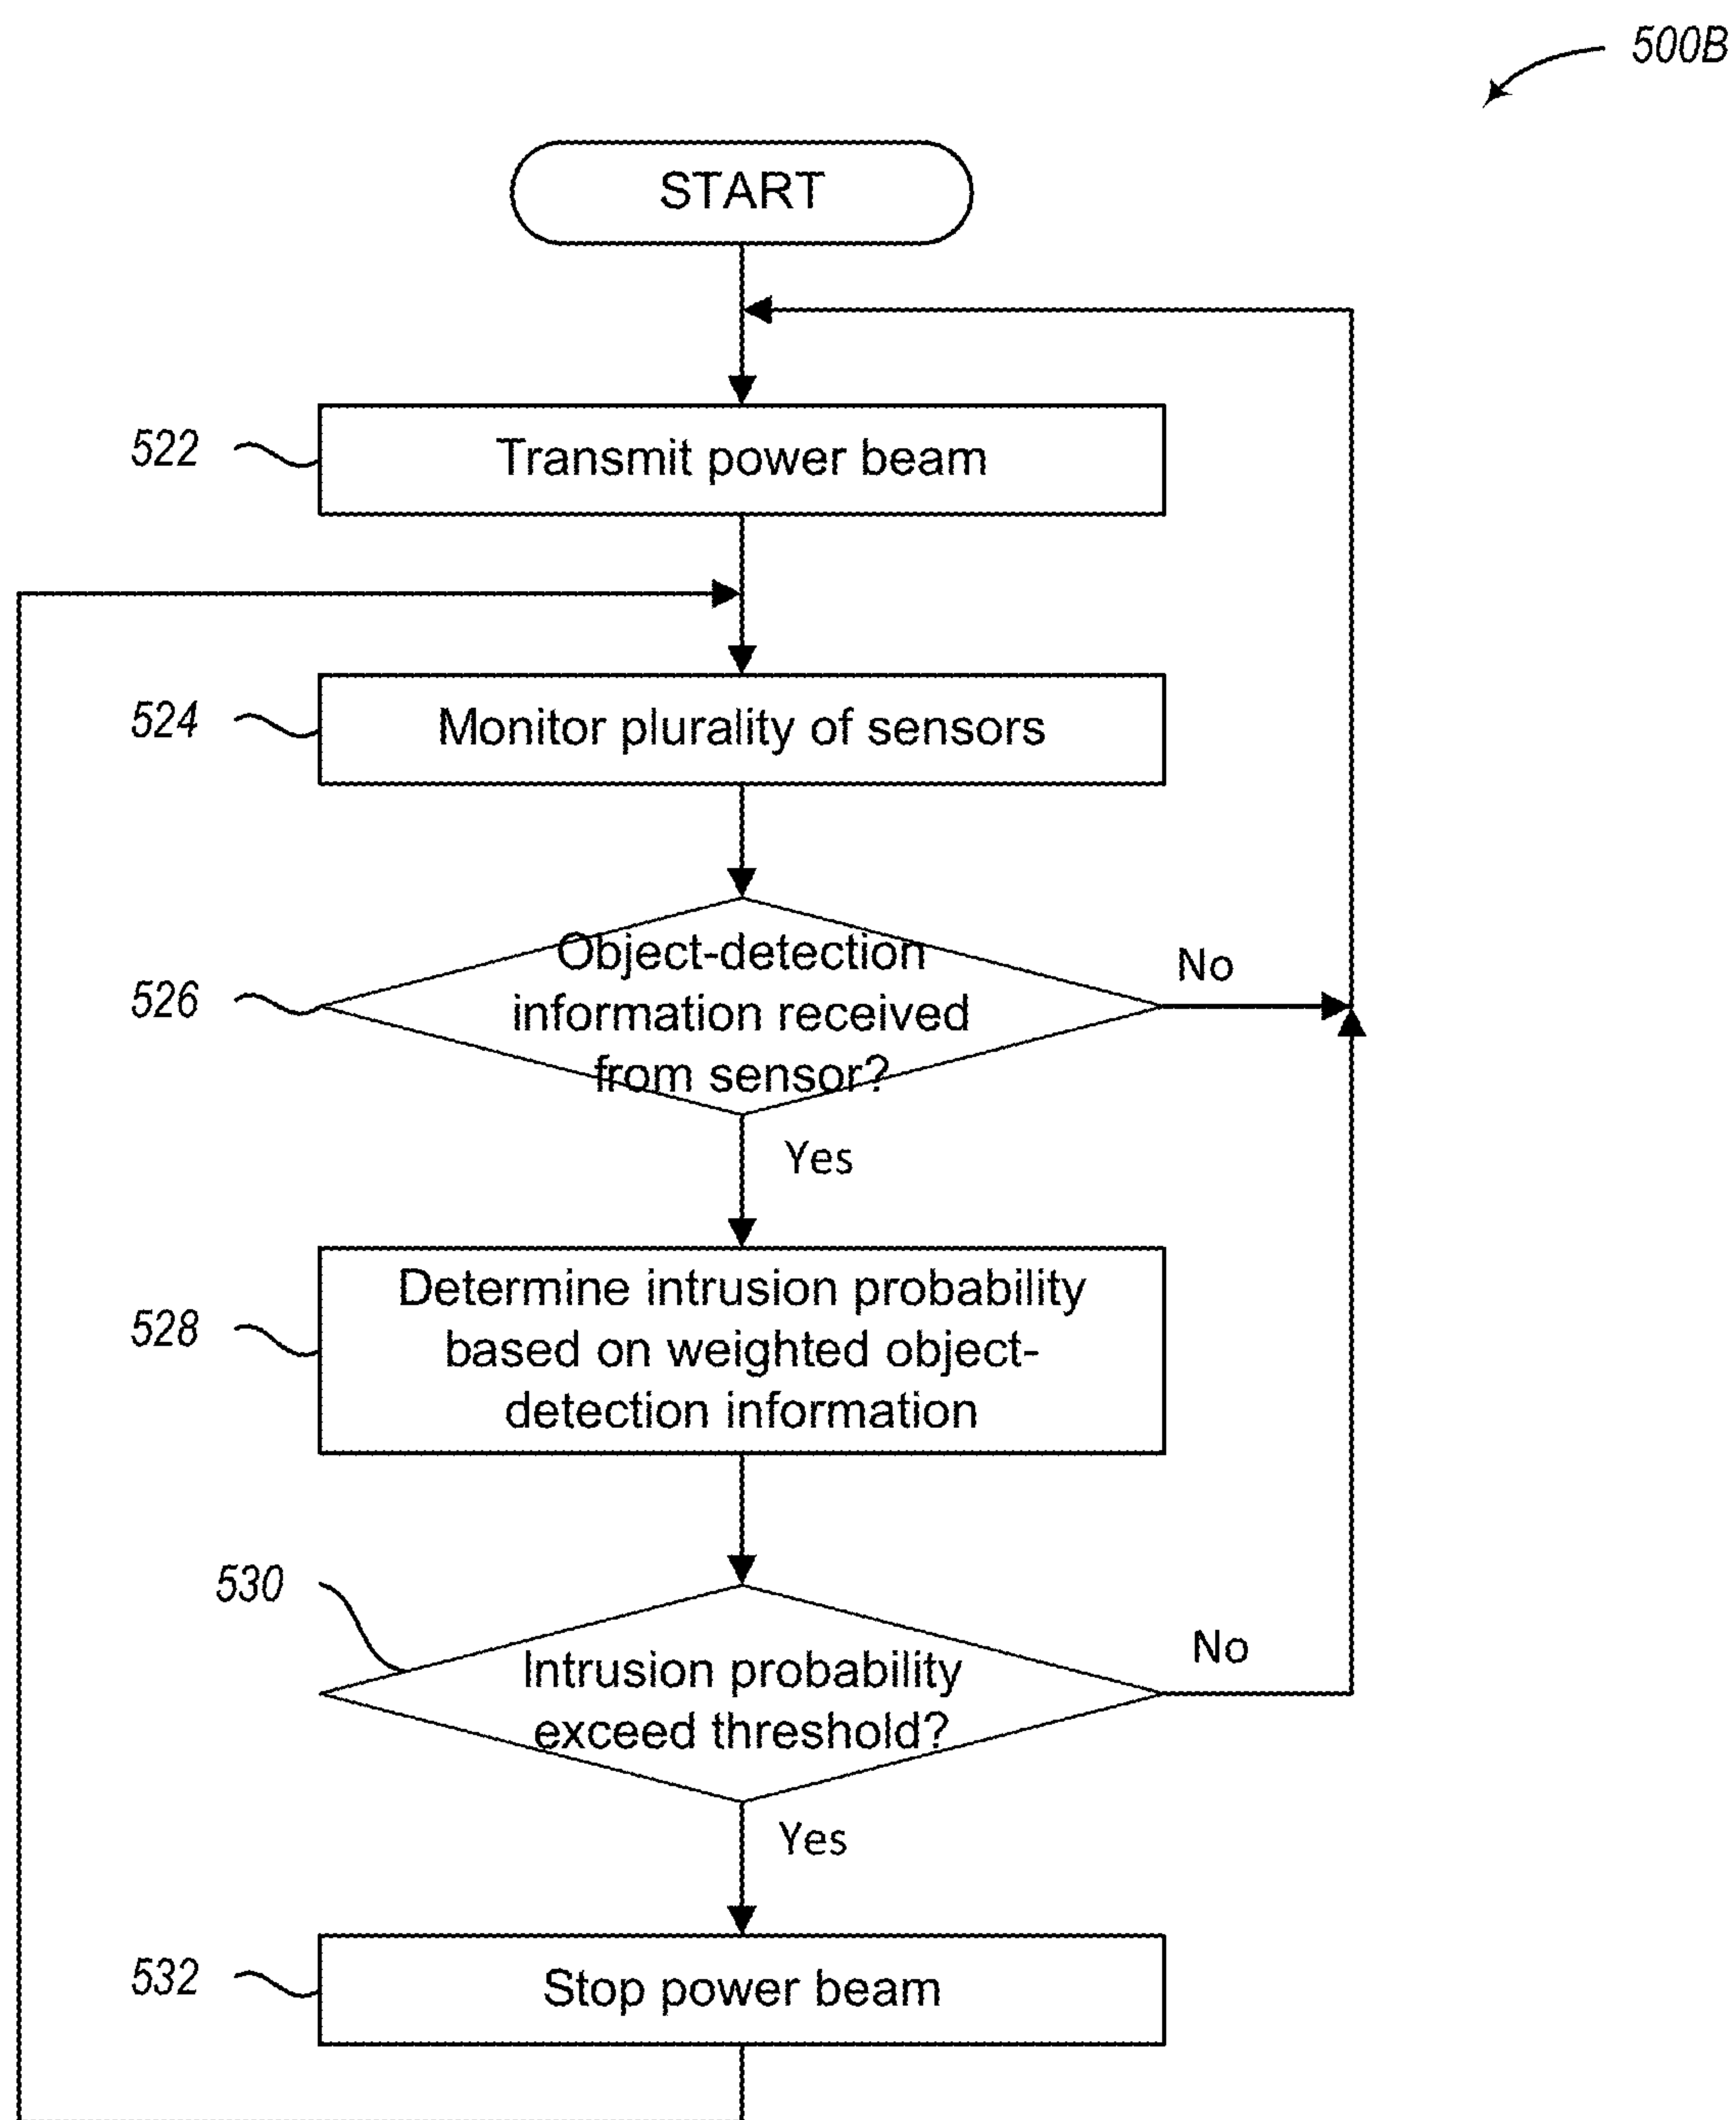 500B
START
522
Transmit power beam
524
Monitor plurality of sensors
526
Object-detection
information received
from sensor?
No
Yes
528
Determine intrusion probability
based on weighted object-
detection information
530
Intrusion probability
exceed threshold?
No
Yes
532
Stop power beam